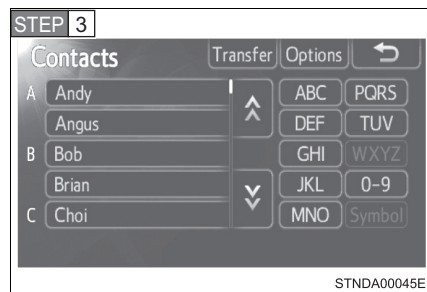 STEP 3
Contacts Transfer Options
A Andy ABC PQRS
Angus DEF TUV
B Bob GHI WXYZ
Brian JKL 0-9
C Choi MNO Symbol
STNDA00045E